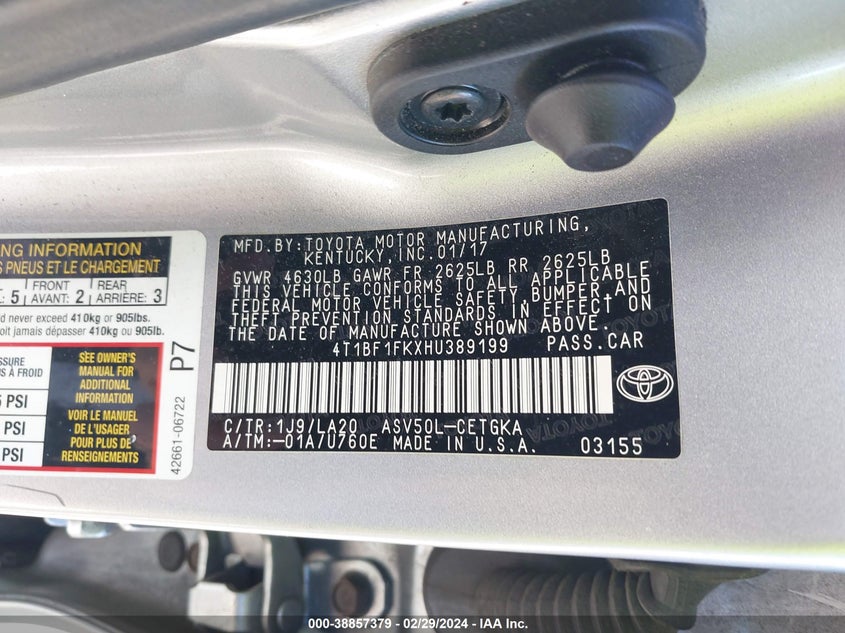 NG INFORMATION
S PNEUS ET LE CHARGEMENT
: 5 FRONT AVANT: 2 REAR ARRIÈRE: 3
d never exceed 410kg or 905lbs.
oit jamais dépasser 410kg ou 905lb.
SSURE
S À FROID
5 PSI
PSI
PSI
SEE OWNER'S
MANUAL FOR
ADDITIONAL
INFORMATION
VOIR LE MANUEL
DE L'USAGER
POUR PLUS DE
RENSEIGNEMENTS
P7
42661-06722
MFD.BY:TOYOTA MOTOR MANUFACTURING,
KENTUCKY,INC.01/17
GVWR 4630LB GAWR FR 2625LB RR 2625LB
THIS VEHICLE CONFORMS TO ALL APPLICABLE
FEDERAL MOTOR VEHICLE SAFETY,BUMPER,AND
THEFT PREVENTION STANDARDS IN EFFECT ON
THE DATE OF MANUFACTURE SHOWN ABOVE.
4T1BF1FKXHU389199 PASS.CAR
C/TR:1J9/LA20 ASV50L-CETGKA
A/TM:-01A/U760E MADE IN U.S.A. 03155
000-38857379 - 02/29/2024 - IAA Inc.